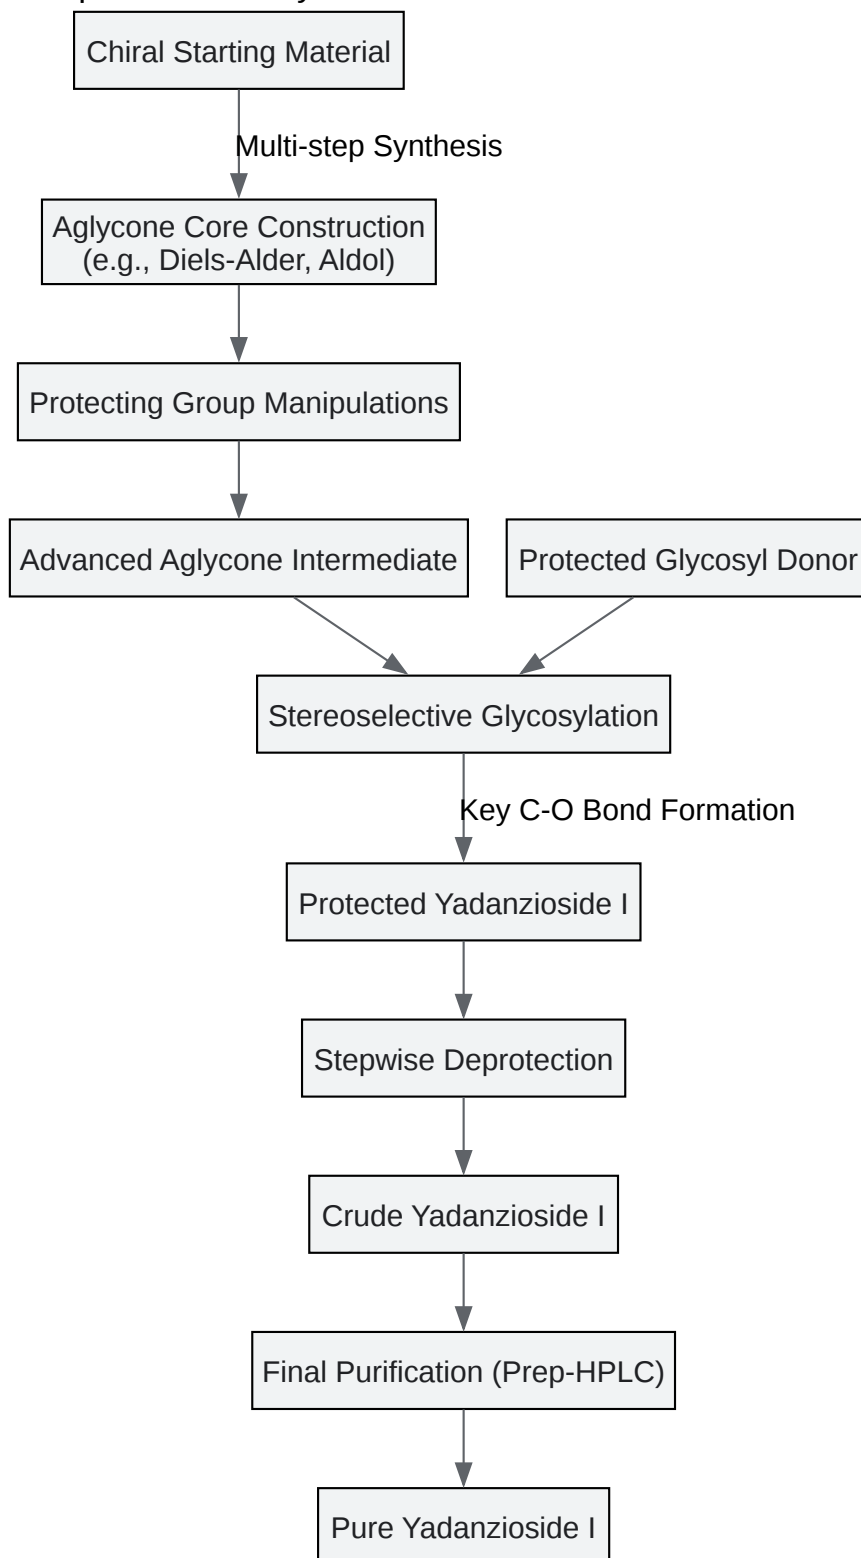 Chiral Starting Material
Multi-step Synthesis
Aglycone Core Construction
(e.g., Diels-Alder, Aldol)
Protecting Group Manipulations
Advanced Aglycone Intermediate
Protected Glycosyl Donor
Stereoselective Glycosylation
Key C-O Bond Formation
Protected Yadanzioside I
Stepwise Deprotection
Crude Yadanzioside I
Final Purification (Prep-HPLC)
Pure Yadanzioside I